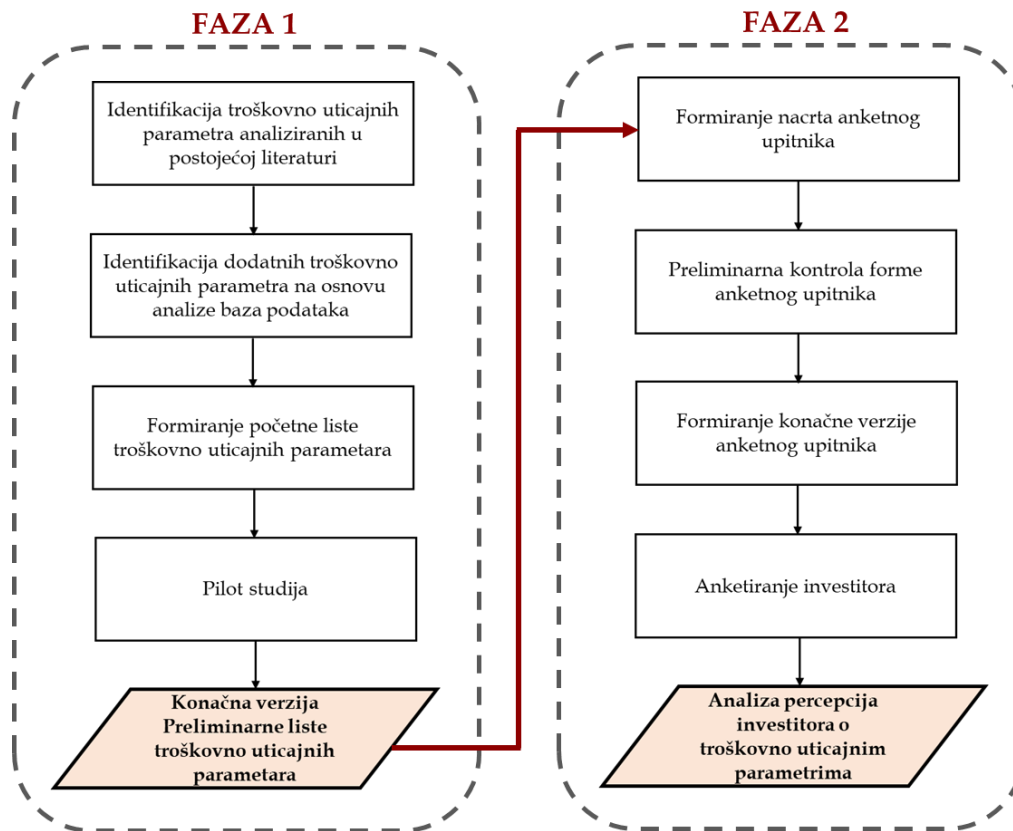 FAZA 1
Identifikacija troškovno uticajnih
parametra analiziranih u
postojećoj literaturi
Identifikacija dodatnih troškovno
uticajnih parametra na osnovu
analize baza podataka
Formiranje početne liste
troškovno uticajnih parametara
Pilot studija
Konačna verzija
Preliminarne liste
troškovno uticajnih
parametara
FAZA 2
Formiranje nacrta anketnog
upitnika
Preliminarna kontrola forme
anketnog upitnika
Formiranje konačne verzije
anketnog upitnika
Anketiranje investitora
Analiza percepcija
investitora o
troškovno uticajnim
parametrima